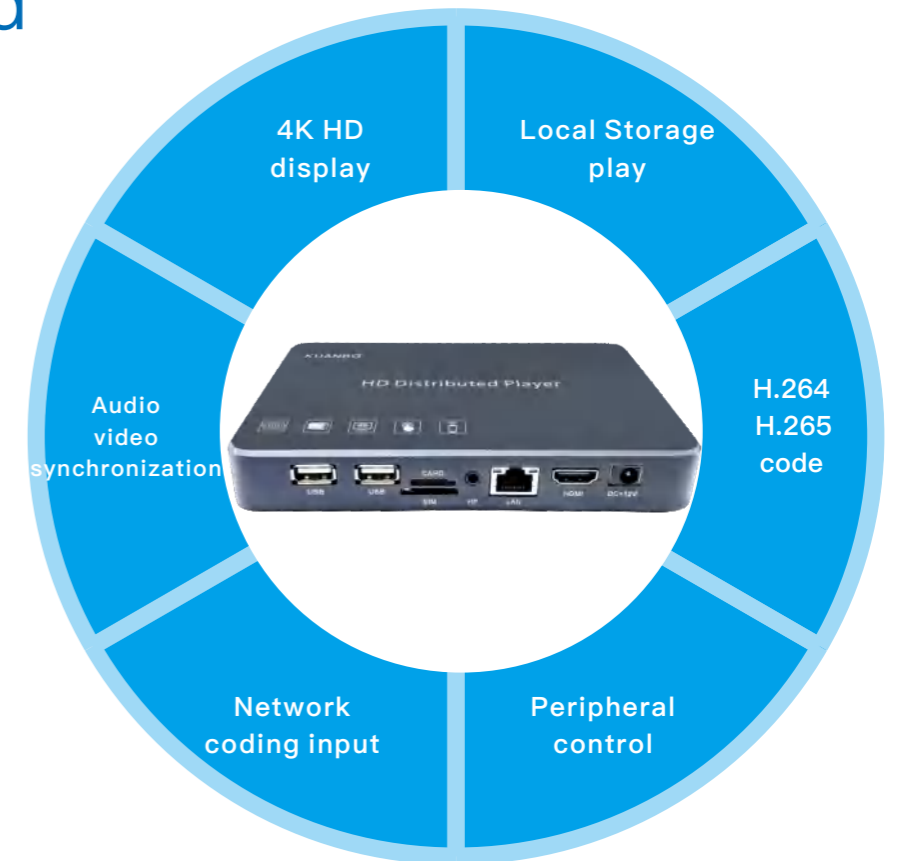 4K HD
display
Local Storage
play
Audio
video
synchronization
H.264
H.265
code
KUANBO
HD Distributed Player
USB
USB
CARD
SIM
LAN
HDMI
DC+12V
Network
coding input
Peripheral
control